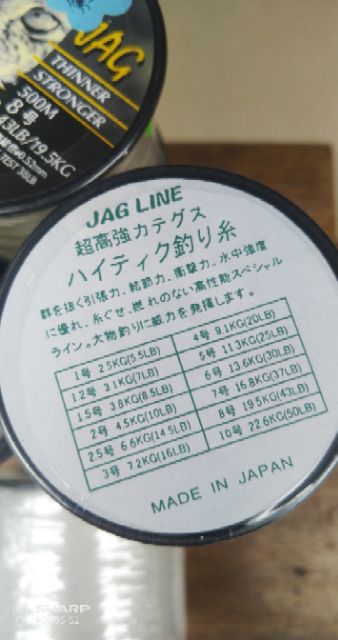 JAG
THINNER
STRONGER
500M
8号
43LB/19.5KG
0.52mm
TEST 38LB
JAG LINE
超高強力テグス
ハイティク釣り糸
群を抜く引張力、結節力、衝撃力、水中強度
に優れ、糸ぐせ、撚れのない高性能スペシャル
ライン。大物釣りに威力を発揮します。
1号 2.5KG(5.5LB) 4号 9.1KG(20LB)
1.2号 3.1KG(7LB) 5号 11.3KG(25LB)
1.5号 3.8KG(8.5LB) 6号 13.6KG(30LB)
2号 4.5KG(10LB) 7号 16.8KG(37LB)
2.5号 6.6KG(14.5LB) 8号 19.5KG(43LB)
3号 7.2KG(16LB) 10号 22.6KG(50LB)
MADE IN JAPAN
SHARP
AQUOS S2